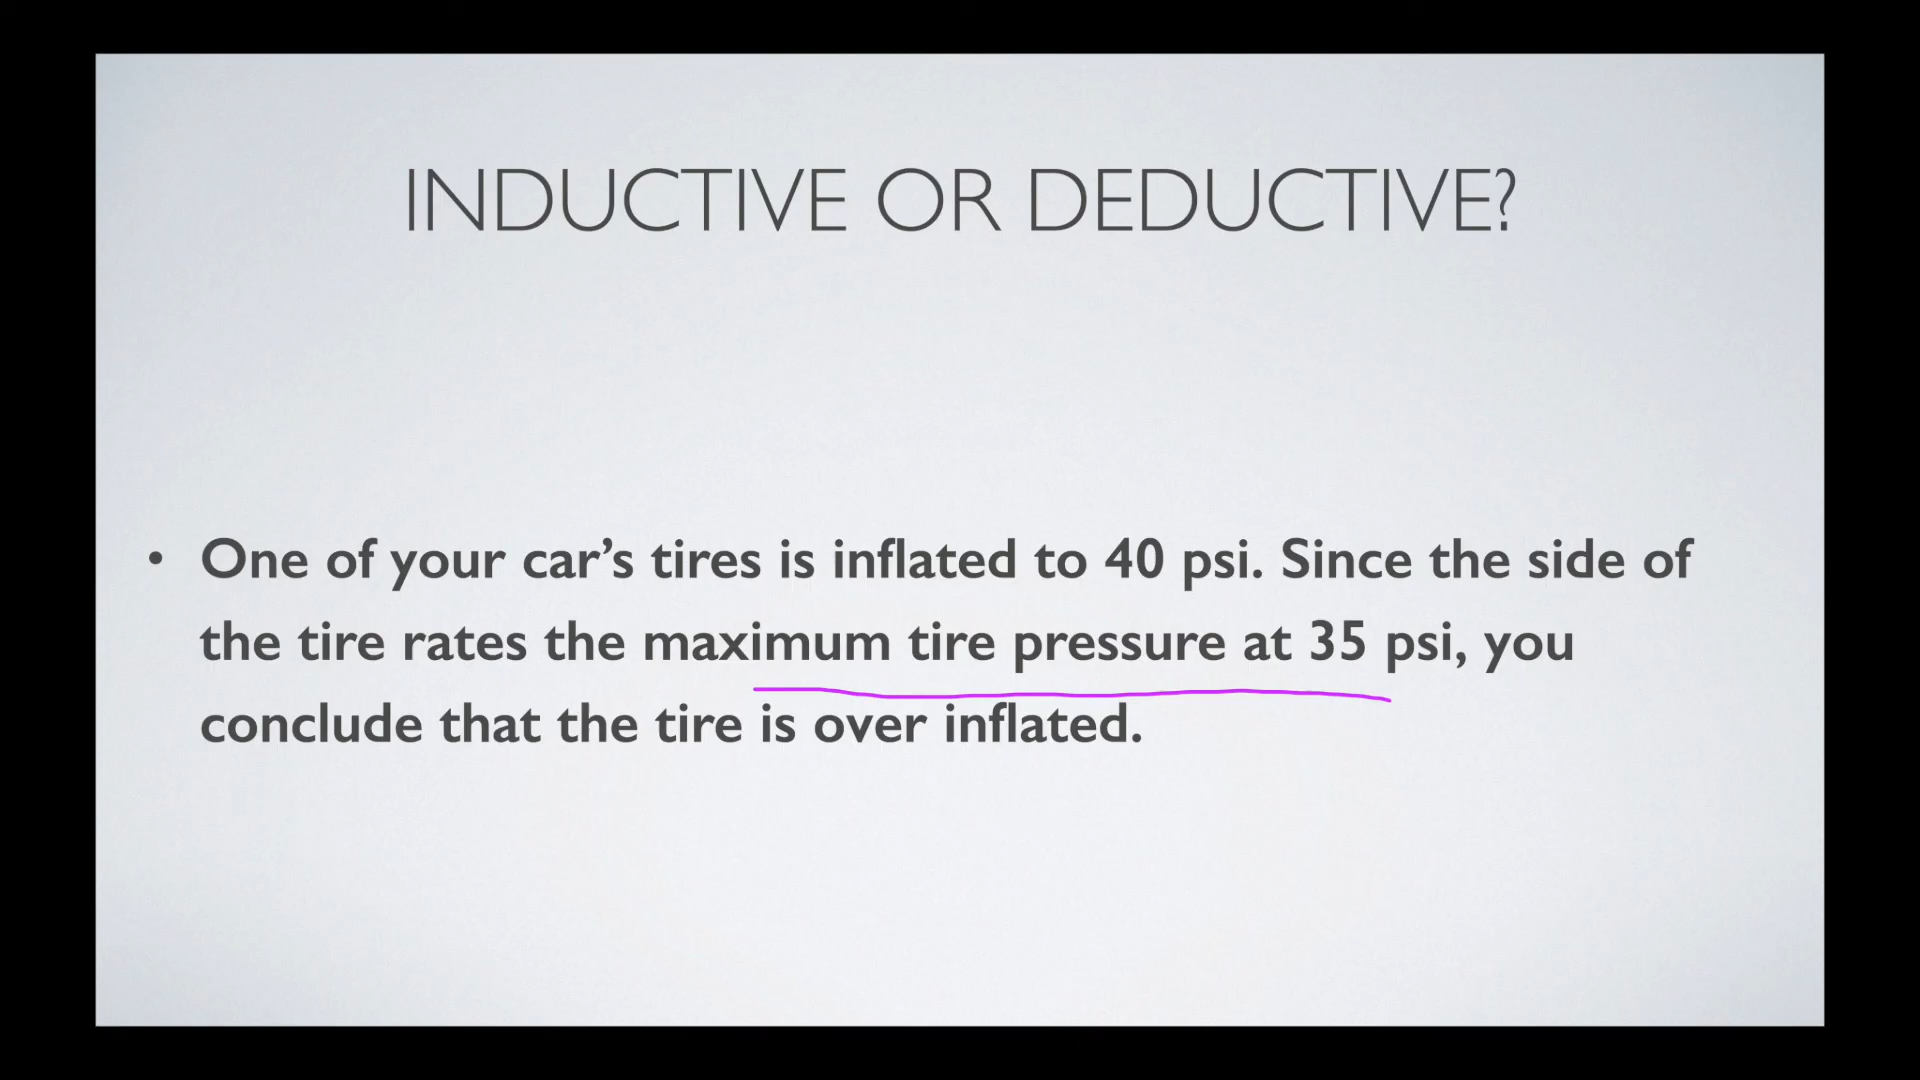 INDUCTIVE OR DEDUCTIVE?
• One of your car’s tires is inflated to 40 psi. Since the side of
the tire rates the maximum tire pressure at 35 psi, you
conclude that the tire is over inflated.